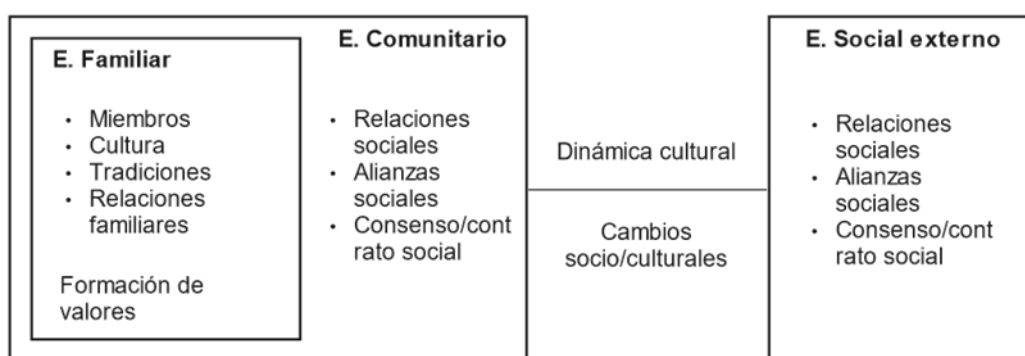 E. Familiar
• Miembros
• Cultura
• Tradiciones
• Relaciones
familiares
Formación de
valores
E. Comunitario
• Relaciones
sociales
• Alianzas
sociales
• Consenso/cont
rato social
Dinámica cultural
Cambios
socio/culturales
E. Social externo
• Relaciones
sociales
• Alianzas
sociales
• Consenso/cont
rato social